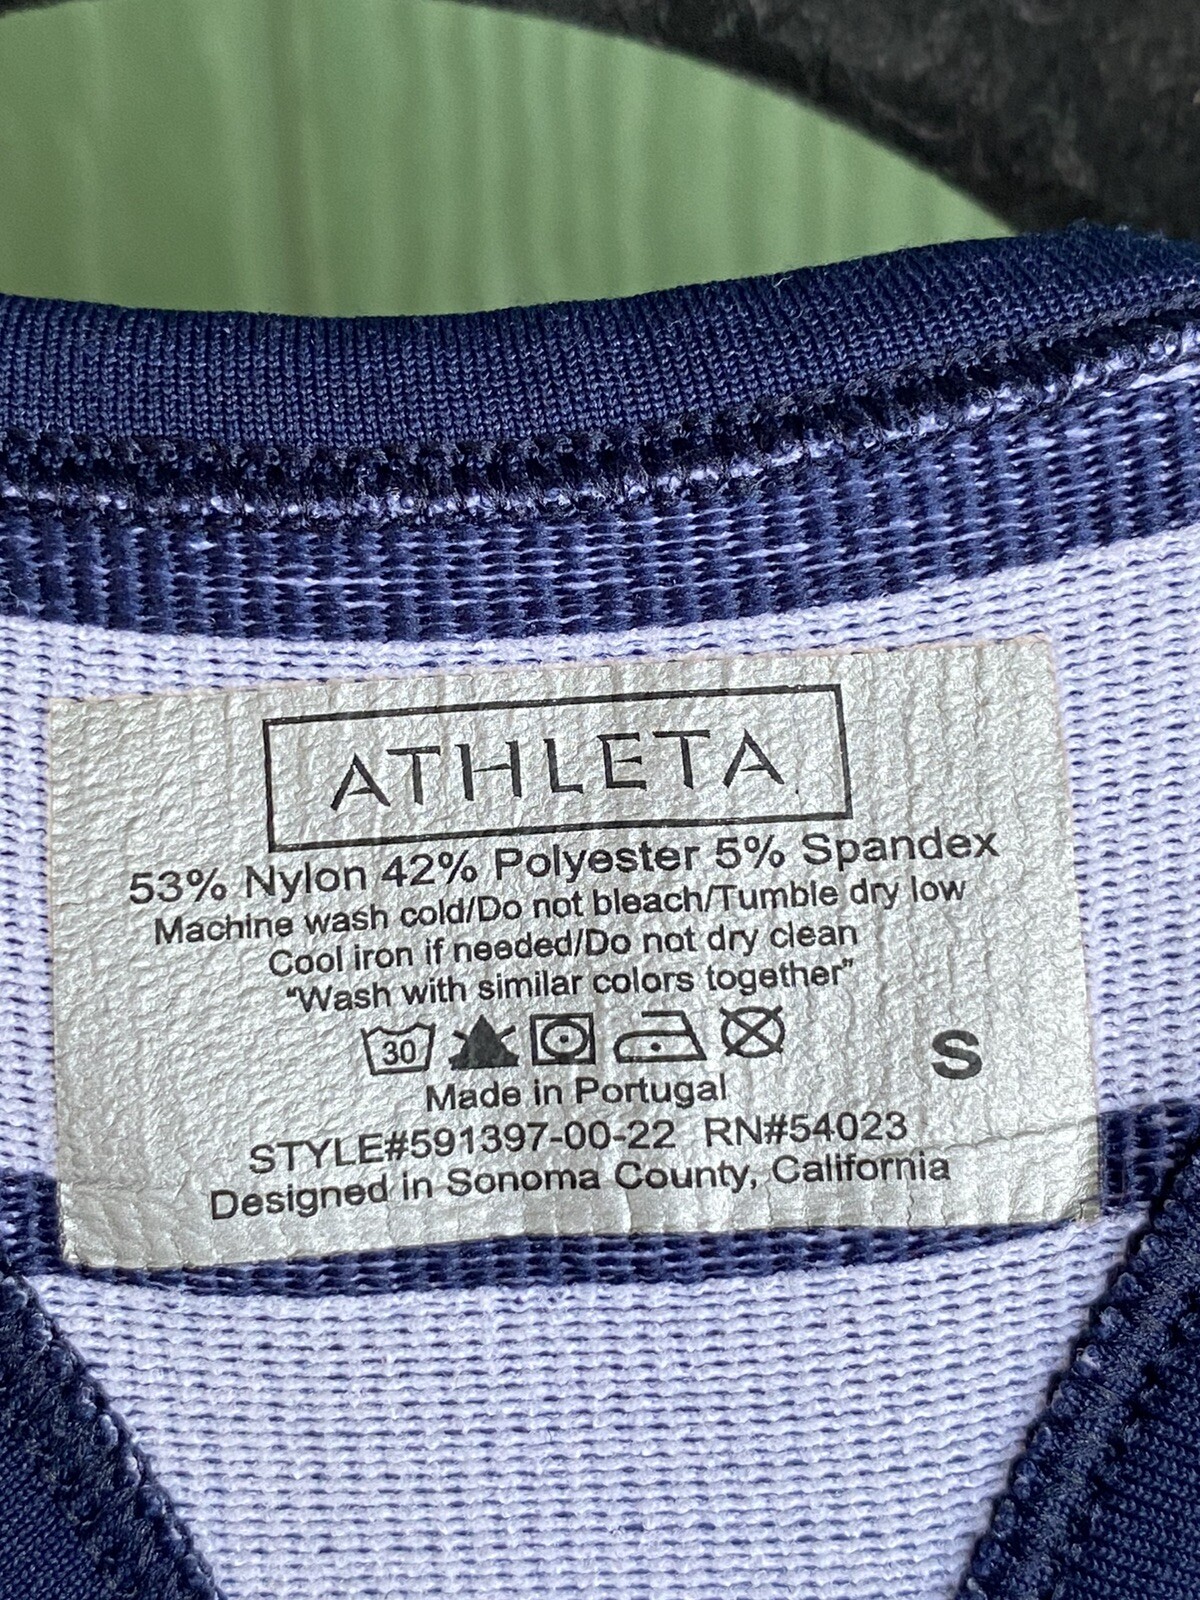 ATHLETA
53% Nylon 42% Polyester 5% Spandex
Machine wash cold/Do not bleach/Tumble dry low
Cool iron if needed/Do not dry clean
“Wash with similar colors together”
30
S
Made in Portugal
STYLE#591397-00-22 RN#54023
Designed in Sonoma County, California